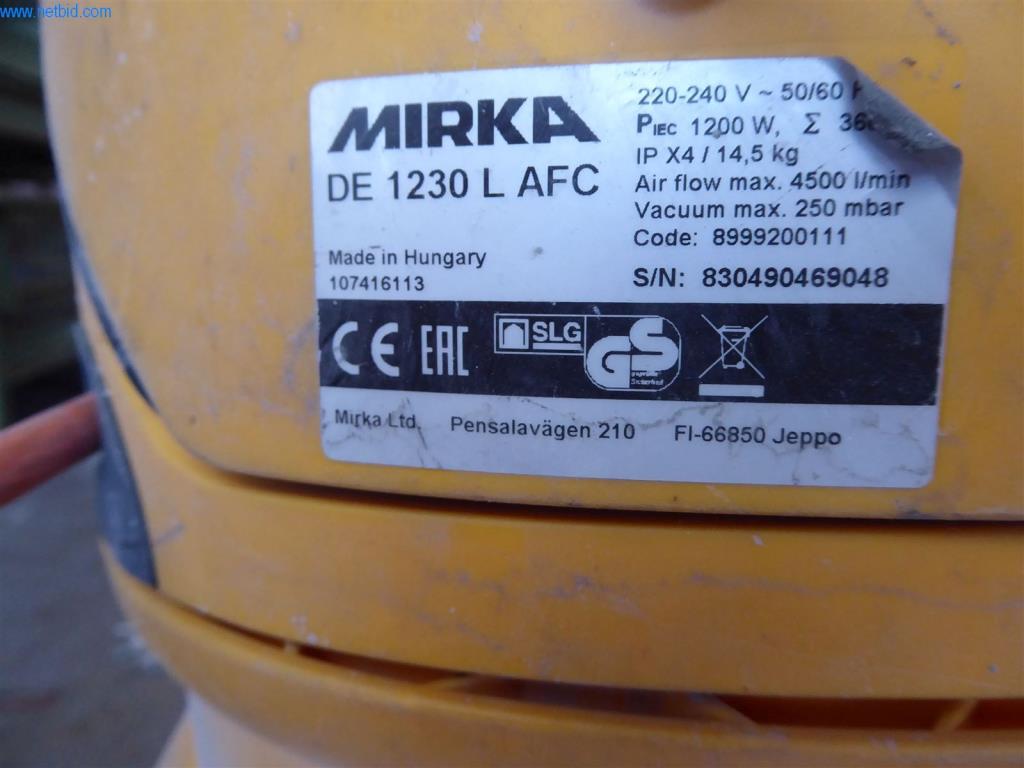 www.netbid.com
MIRKA
DE 1230 L AFC
Made in Hungary
107416113
220-240 V ~ 50/60
PIEC 1200 W, Σ
IP X4 / 14,5 kg
Air flow max. 4500 l/min
Vacuum max. 250 mbar
Code: 8999200111
S/N: 830490469048
CE EAC SLG GS
geprüfte
Sicherheit
Mirka Ltd. Pensalavägen 210 FI-66850 Jeppo